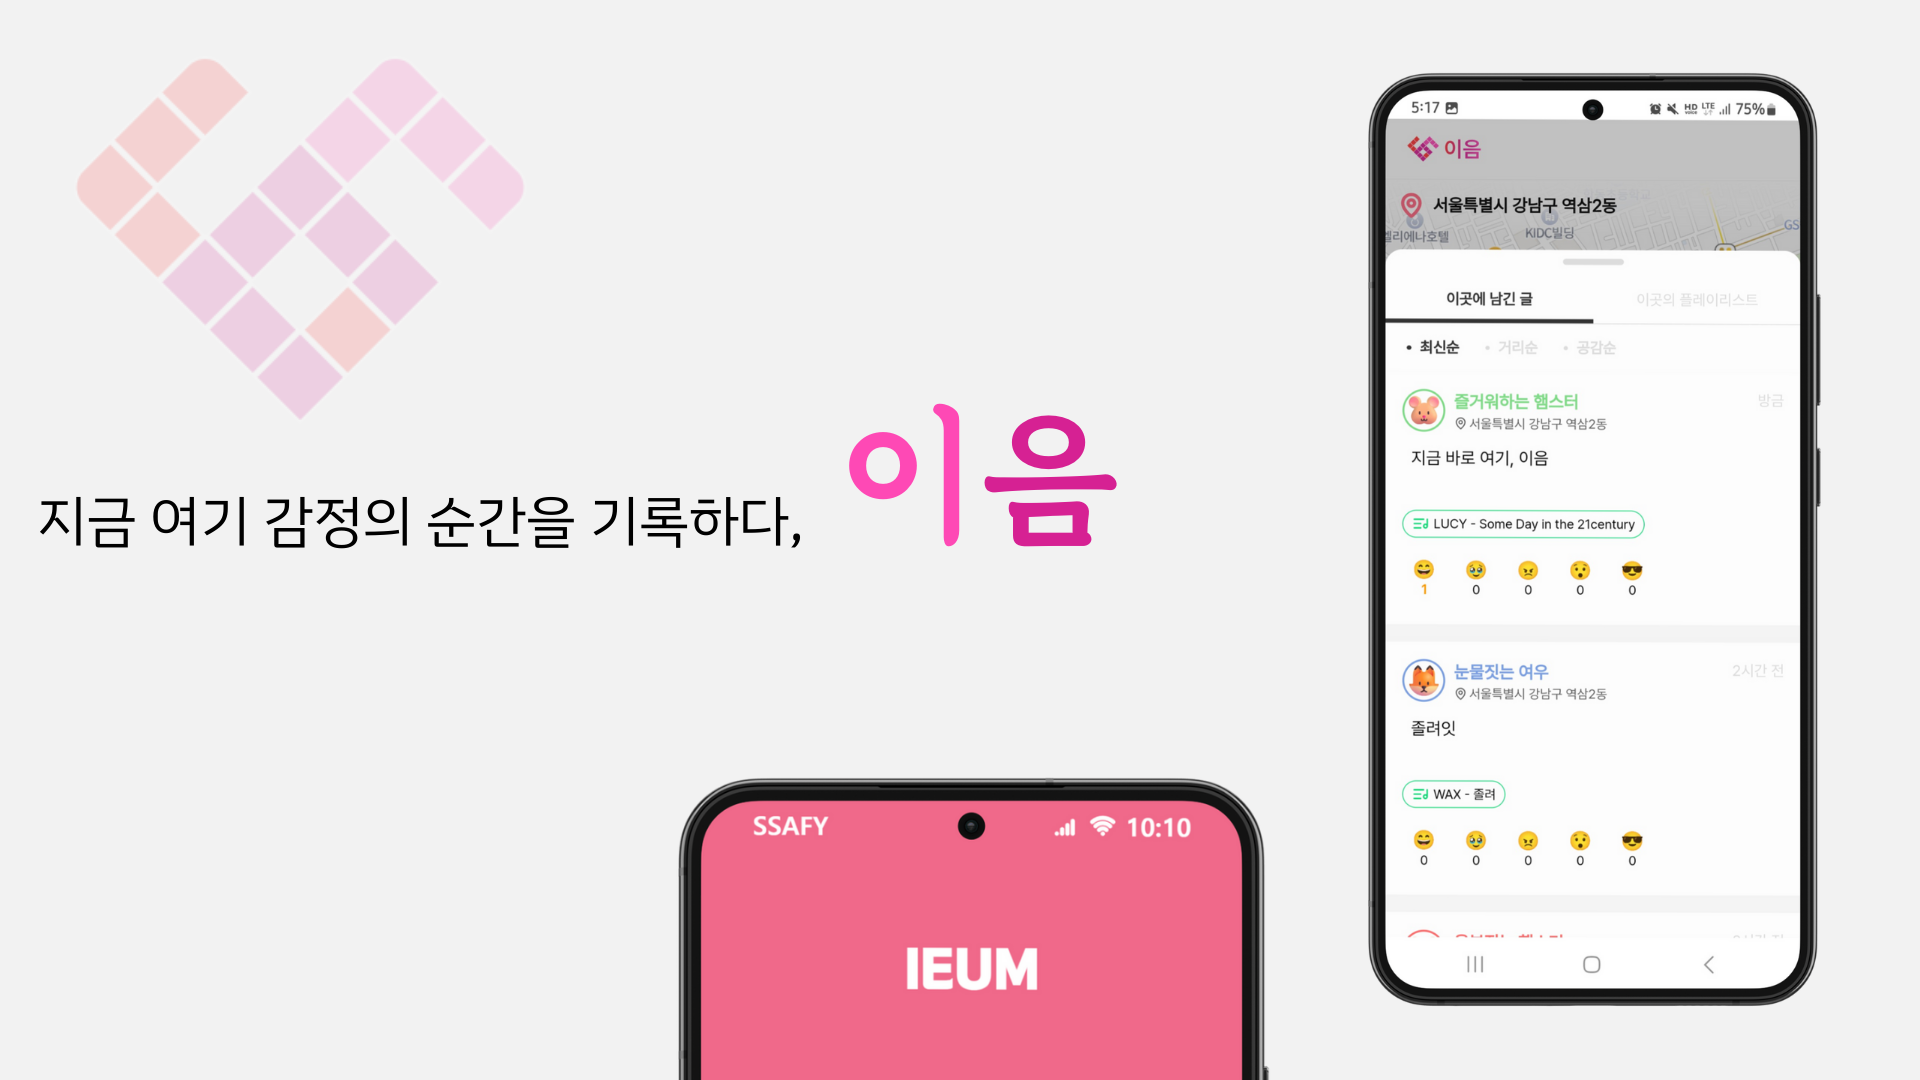 지금 여기 감정의 순간을 기록하다,
이음
SSAFY
10:10
IEUM
5:17
HD VOICE LTE 75%
이음
서울특별시 강남구 역삼2동
벨리에나호텔
KIDC빌딩
GS
이곳에 남긴 글
이곳의 플레이리스트
• 최신순
• 거리순
• 공감순
즐거워하는 햄스터
방금
서울특별시 강남구 역삼2동
지금 바로 여기, 이음
LUCY - Some Day in the 21century
1 0 0 0 0
눈물짓는 여우
2시간 전
서울특별시 강남구 역삼2동
졸려잇
WAX - 졸려
0 0 0 0 0